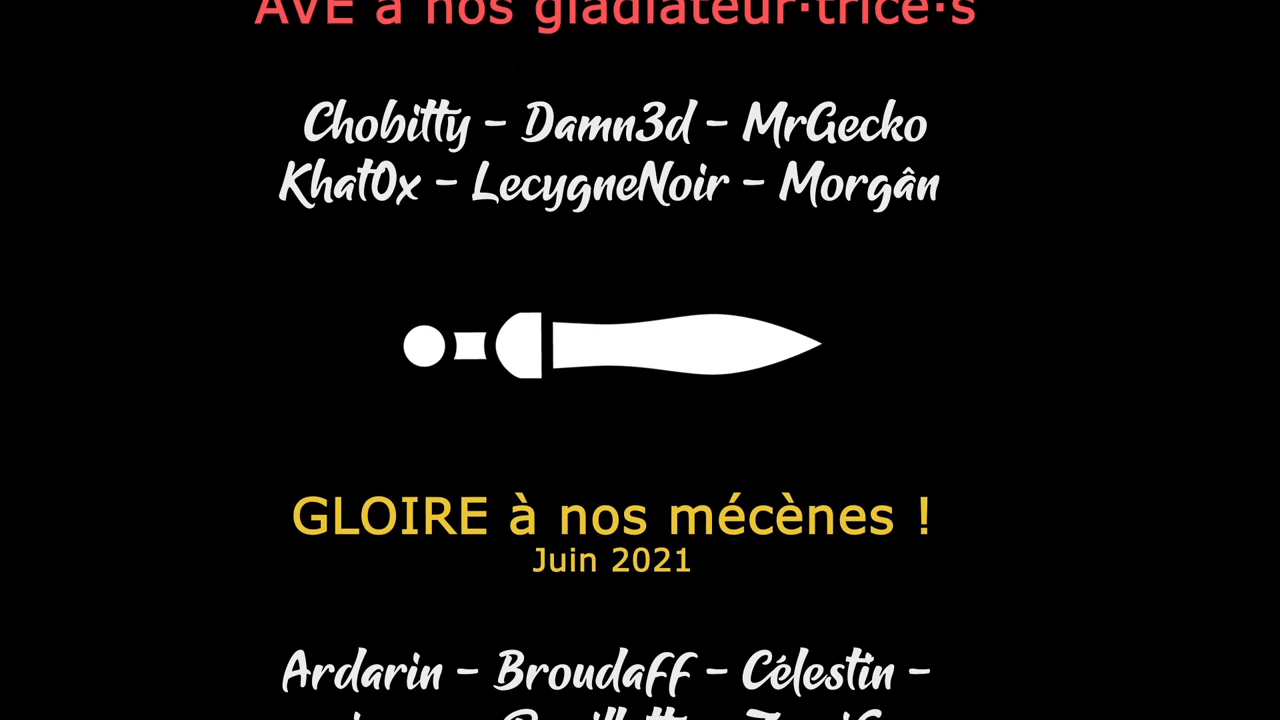 AVE à nos gladiateur·trice·s
Chobitty - Damn3d - MrGecko
Khat0x - LecygneNoir - Morgân
GLOIRE à nos mécènes !
Juin 2021
Ardarin - Broudaff - Célestin -